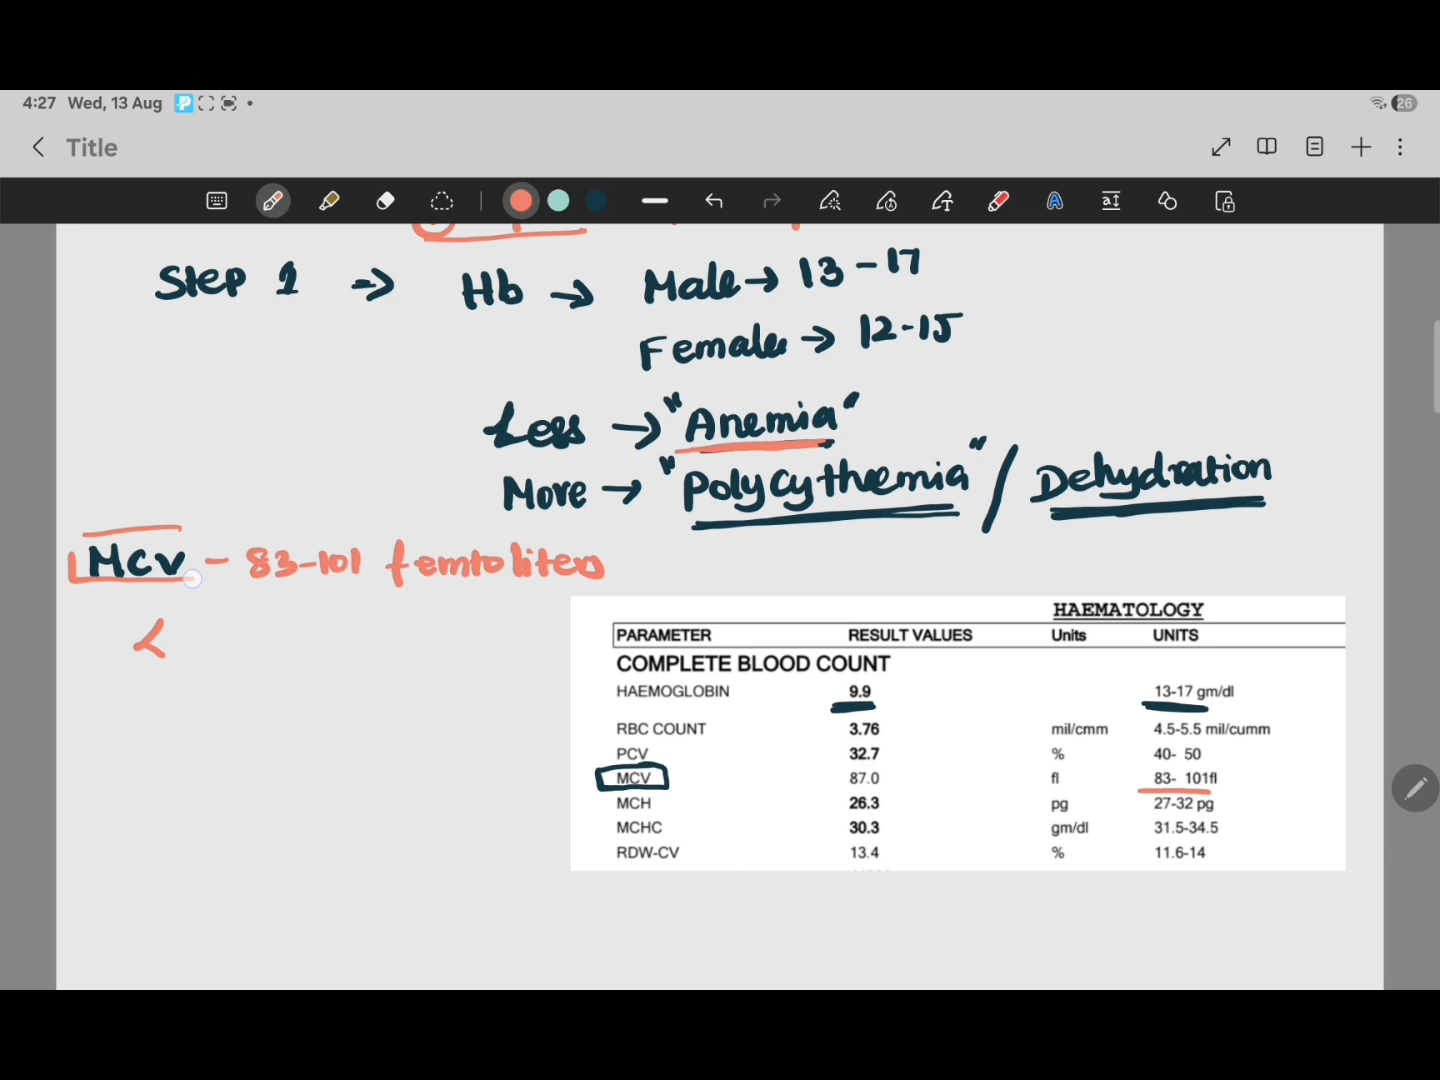 4:27 Wed, 13 Aug
26
Title
Step 1 => Hb → Male → 13-17
Female → 12-15
Less → "Anemia"
More → "Polycythemia" / Dehydration
MCV - 83-101 femtoliters
<
HAEMATOLOGY
PARAMETER RESULT VALUES Units UNITS
COMPLETE BLOOD COUNT
HAEMOGLOBIN 9.9 13-17 gm/dl
RBC COUNT 3.76 mil/cmm 4.5-5.5 mil/cumm
PCV 32.7 % 40- 50
MCV 87.0 fl 83- 101fl
MCH 26.3 pg 27-32 pg
MCHC 30.3 gm/dl 31.5-34.5
RDW-CV 13.4 % 11.6-14